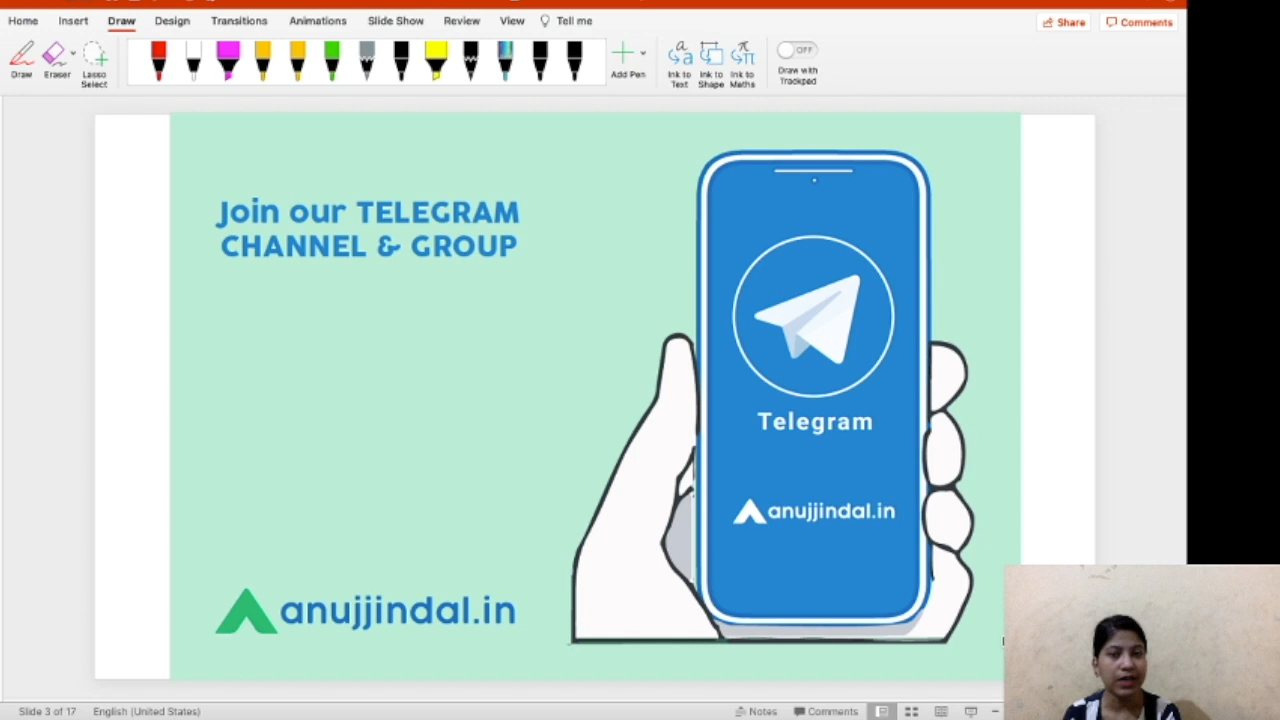 Home Insert Draw Design Transitions Animations Slide Show Review View Tell me Share Comments
Draw Eraser Lasso Select Add Pen Ink to Text Ink to Shape Ink to Maths OFF Draw with Trackpad
Join our TELEGRAM
CHANNEL & GROUP
Telegram
anujjindal.in
anujjindal.in
Slide 3 of 17 English (United States) Notes Comments